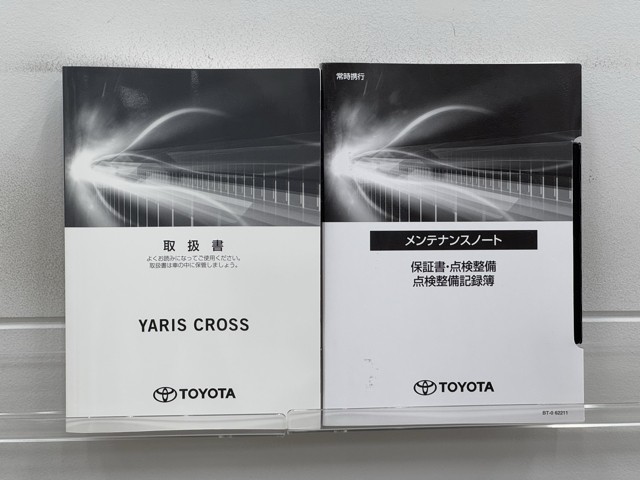 取扱書
よくお読みになってご使用ください。
取扱書は車の中に保管しましょう。
YARIS CROSS
TOYOTA
常時携行
メンテナンスノート
保証書・点検整備
点検整備記録簿
TOYOTA
BT-0 62211